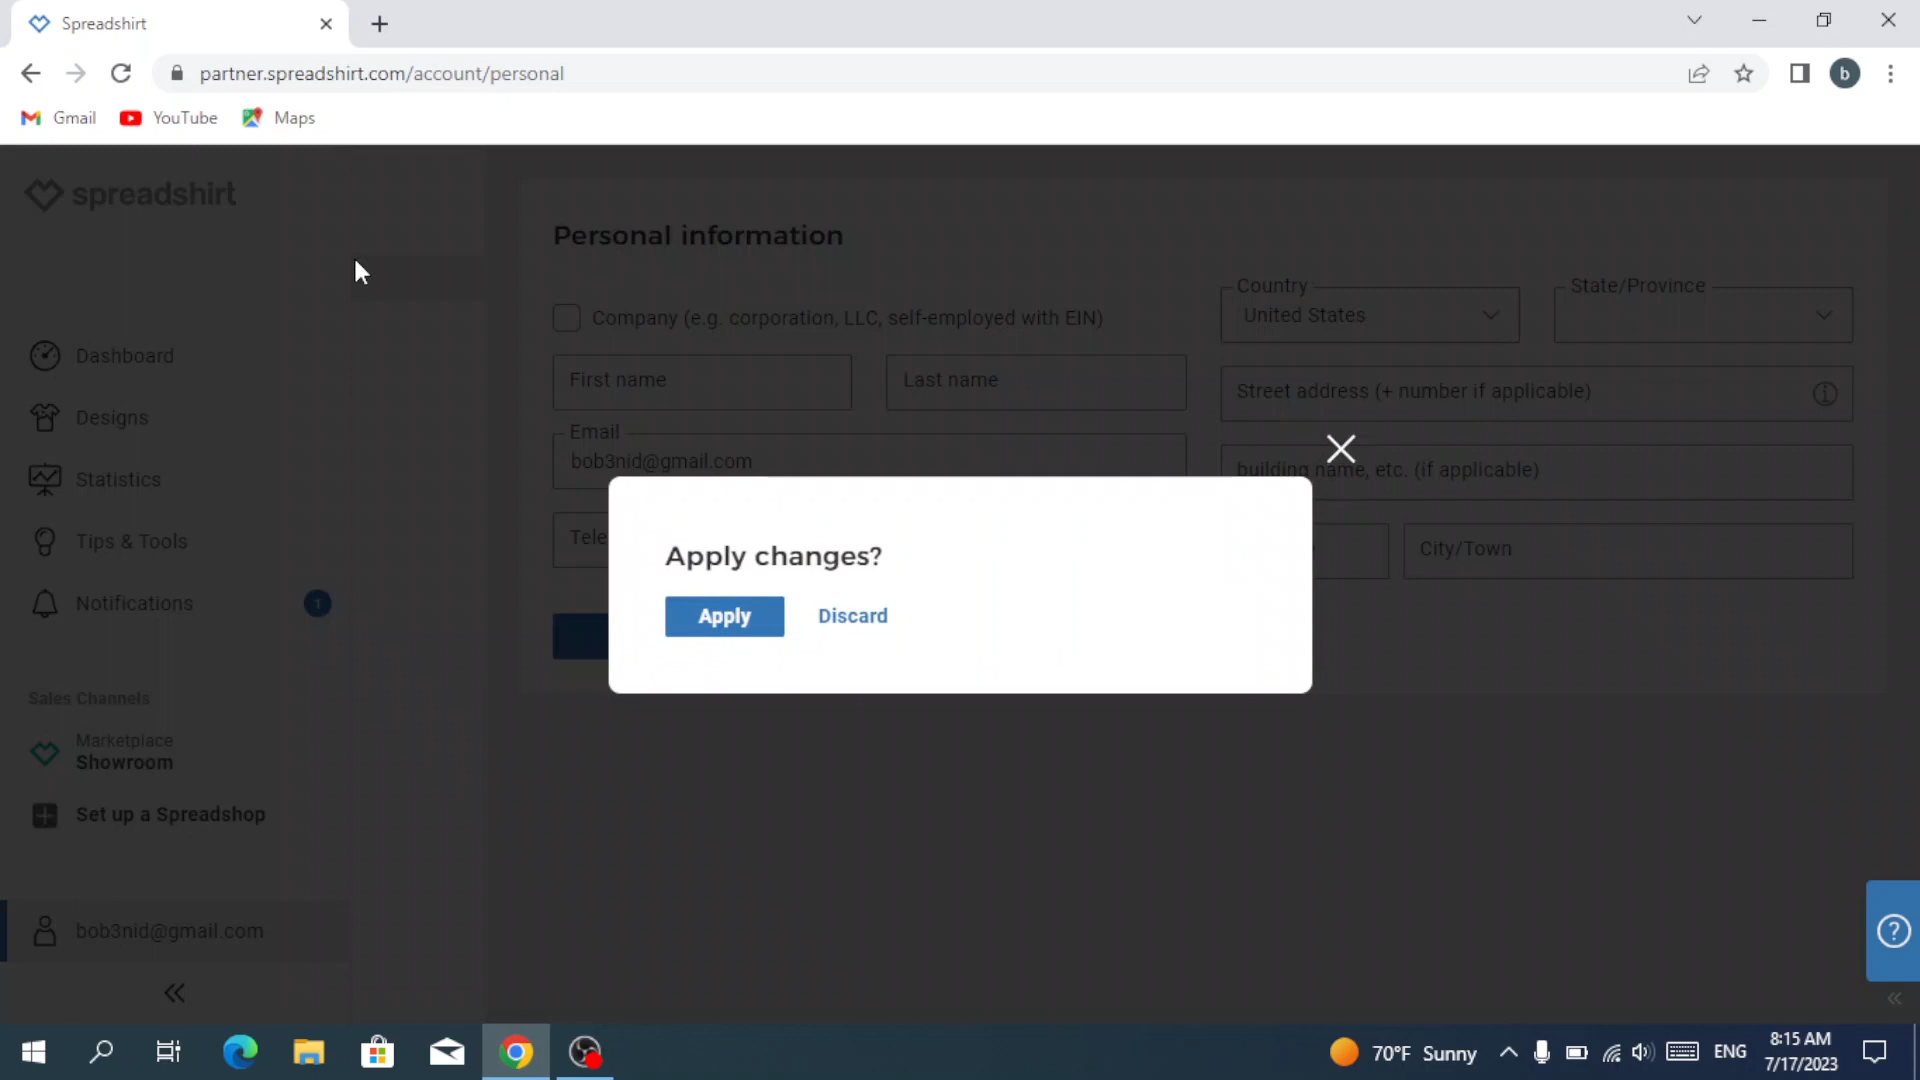 Spreadshirt
partner.spreadshirt.com/account/personal
b
Gmail
YouTube
Maps
spreadshirt
Dashboard
Designs
Statistics
Tips & Tools
Notifications
1
Sales Channels
Marketplace
Showroom
Set up a Spreadshop
bob3nid@gmail.com
Personal information
Company (e.g. corporation, LLC, self-employed with EIN)
First name
Last name
Email
bob3nid@gmail.com
Tele
Country
United States
State/Province
Street address (+ number if applicable)
building name, etc. (if applicable)
City/Town
Apply changes?
Apply
Discard
70°F Sunny
ENG
8:15 AM
7/17/2023